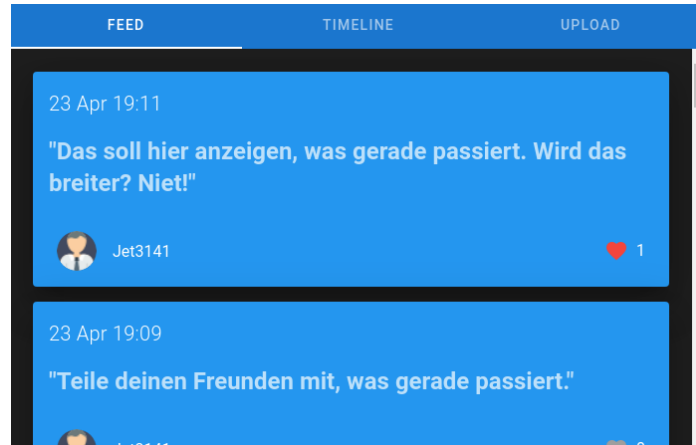 FEED TIMELINE UPLOAD
23 Apr 19:11
"Das soll hier anzeigen, was gerade passiert. Wird das
breiter? Niet!"
Jet3141 1
23 Apr 19:09
"Teile deinen Freunden mit, was gerade passiert."